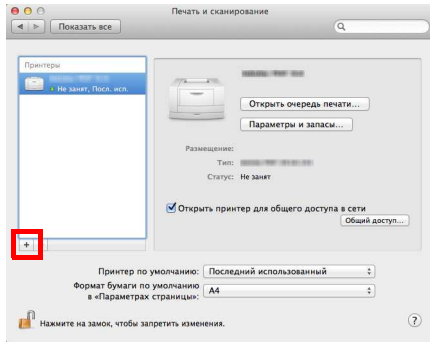 Печать и сканирование
Показать все
Принтеры
Не занят, Посл. исп.
Открыть очередь печати...
Параметры и запасы...
Размещение:
Тип:
Статус: Не занят
Открыть принтер для общего доступа в сети
Общий доступ...
+
Принтер по умолчанию: Последний использованный
Формат бумаги по умолчанию
в «Параметрах страницы»: A4
Нажмите на замок, чтобы запретить изменения.
?